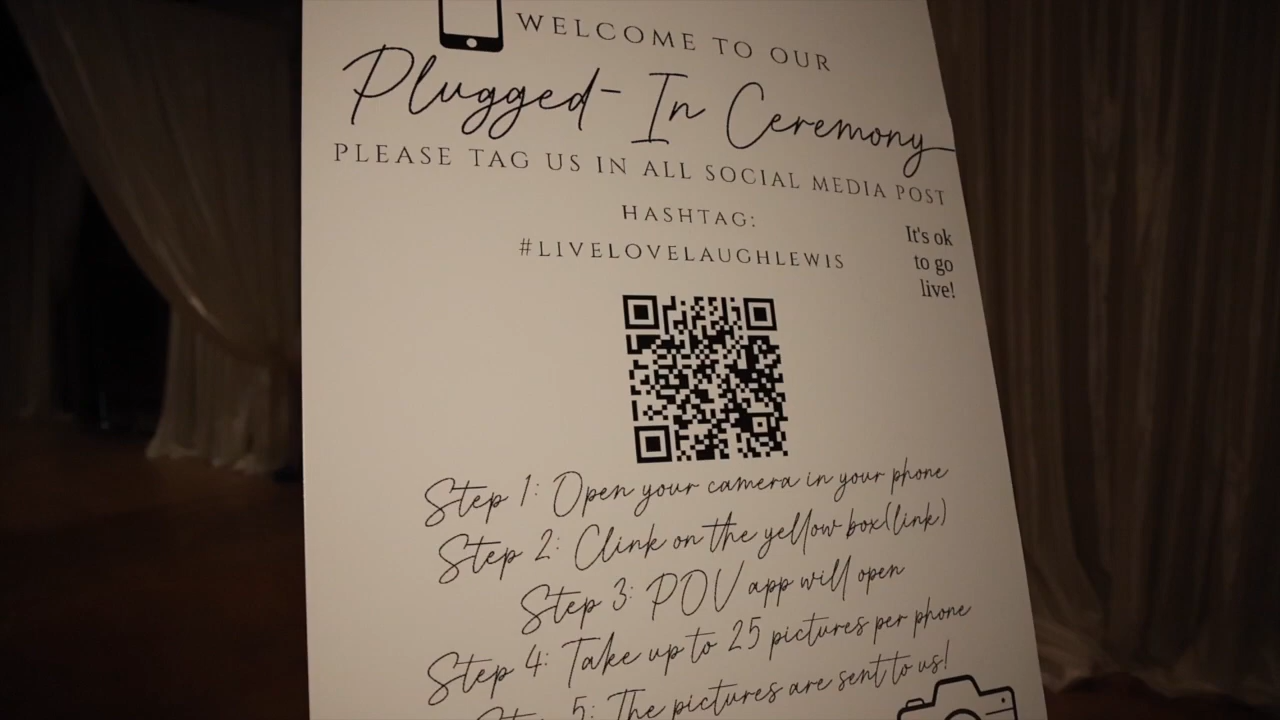 WELCOME TO OUR
Plugged-In Ceremony
PLEASE TAG US IN ALL SOCIAL MEDIA POST
HASHTAG:
#LIVELOVELAUGHLEWIS
It's ok
to go
live!
Step 1: Open your camera in your phone
Step 2: Clink on the yellow box(link)
Step 3: POV app will open
Step 4: Take up to 25 pictures per phone
Step 5: The pictures are sent to us!